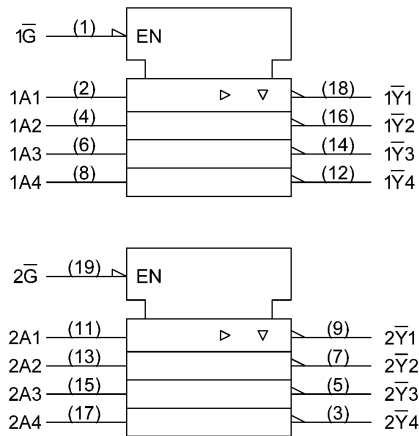 1G̅ (1) EN
1A1 (2) (18) 1Y̅1
1A2 (4) (16) 1Y̅2
1A3 (6) (14) 1Y̅3
1A4 (8) (12) 1Y̅4
2G̅ (19) EN
2A1 (11) (9) 2Y̅1
2A2 (13) (7) 2Y̅2
2A3 (15) (5) 2Y̅3
2A4 (17) (3) 2Y̅4